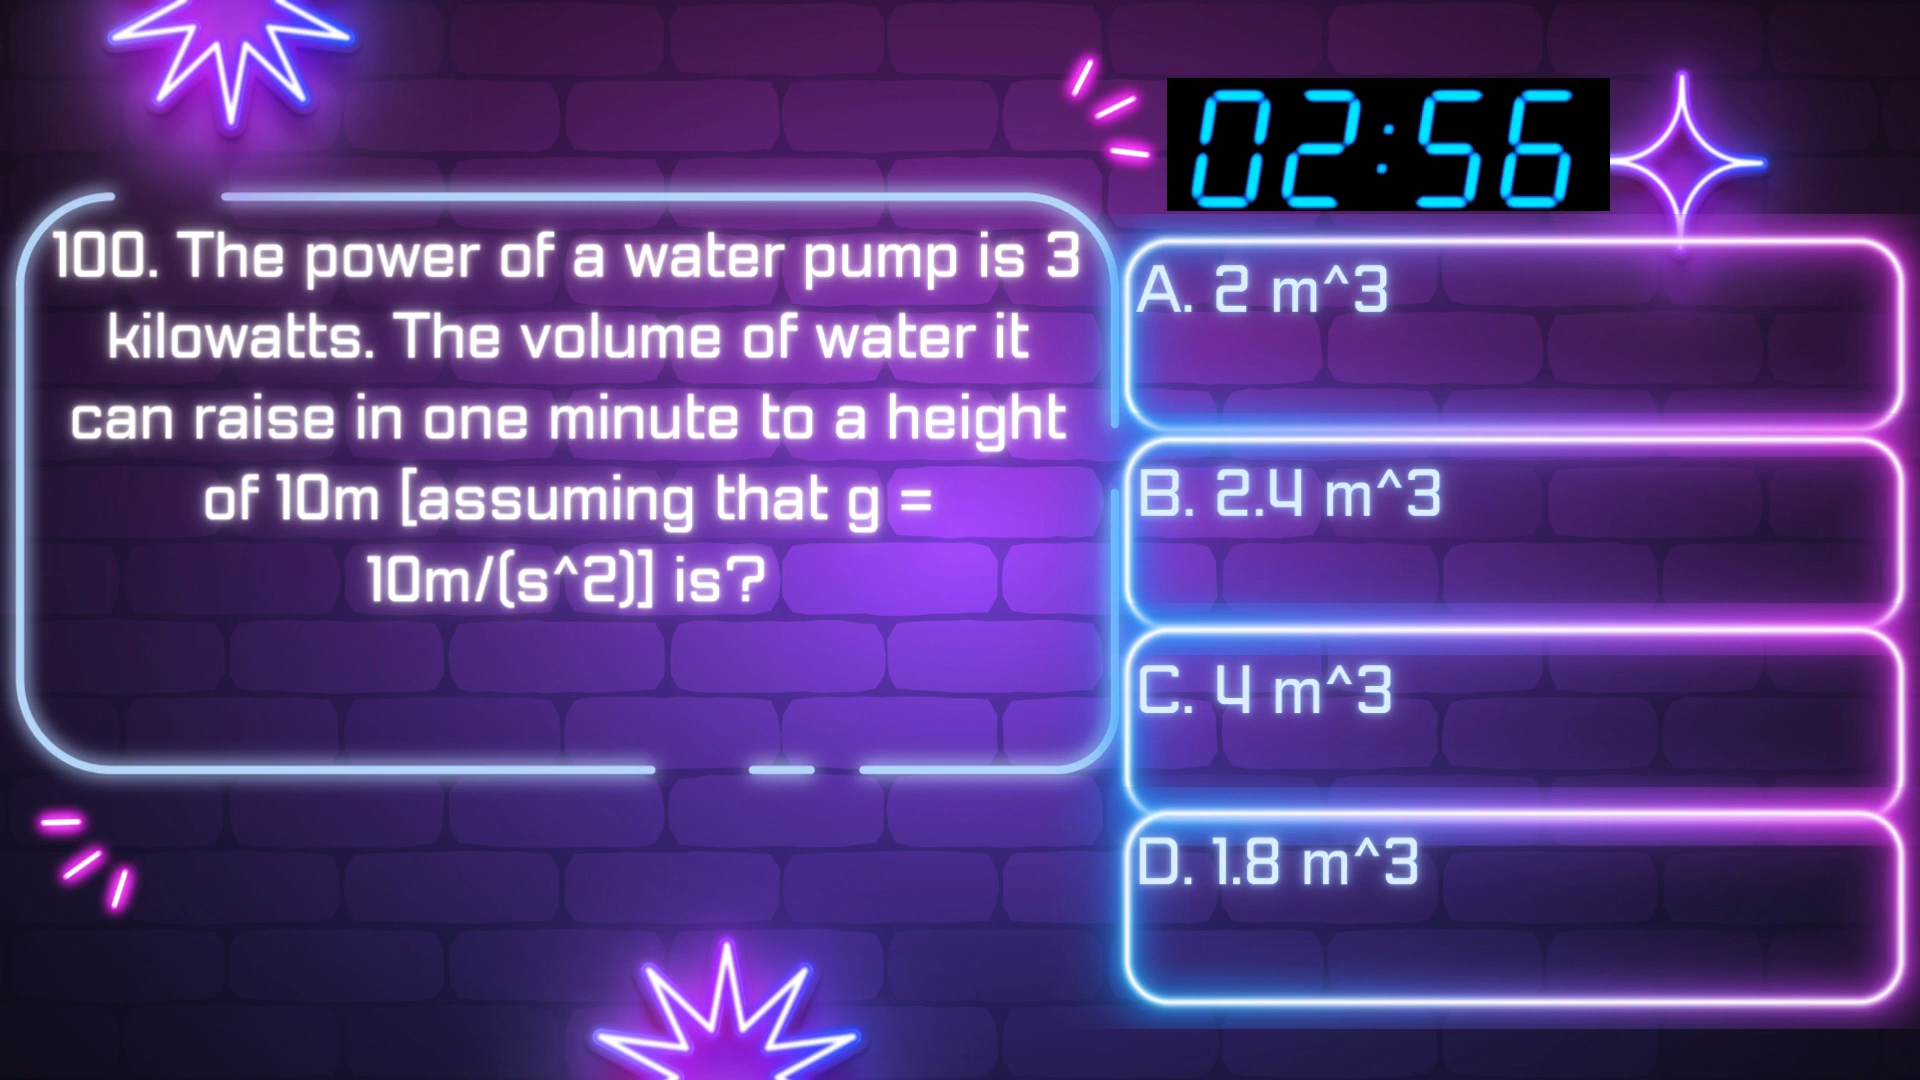 02:56
100. The power of a water pump is 3
kilowatts. The volume of water it
can raise in one minute to a height
of 10m [assuming that g =
10m/(s^2)] is?
A. 2 m^3
B. 2.4 m^3
C. 4 m^3
D. 1.8 m^3